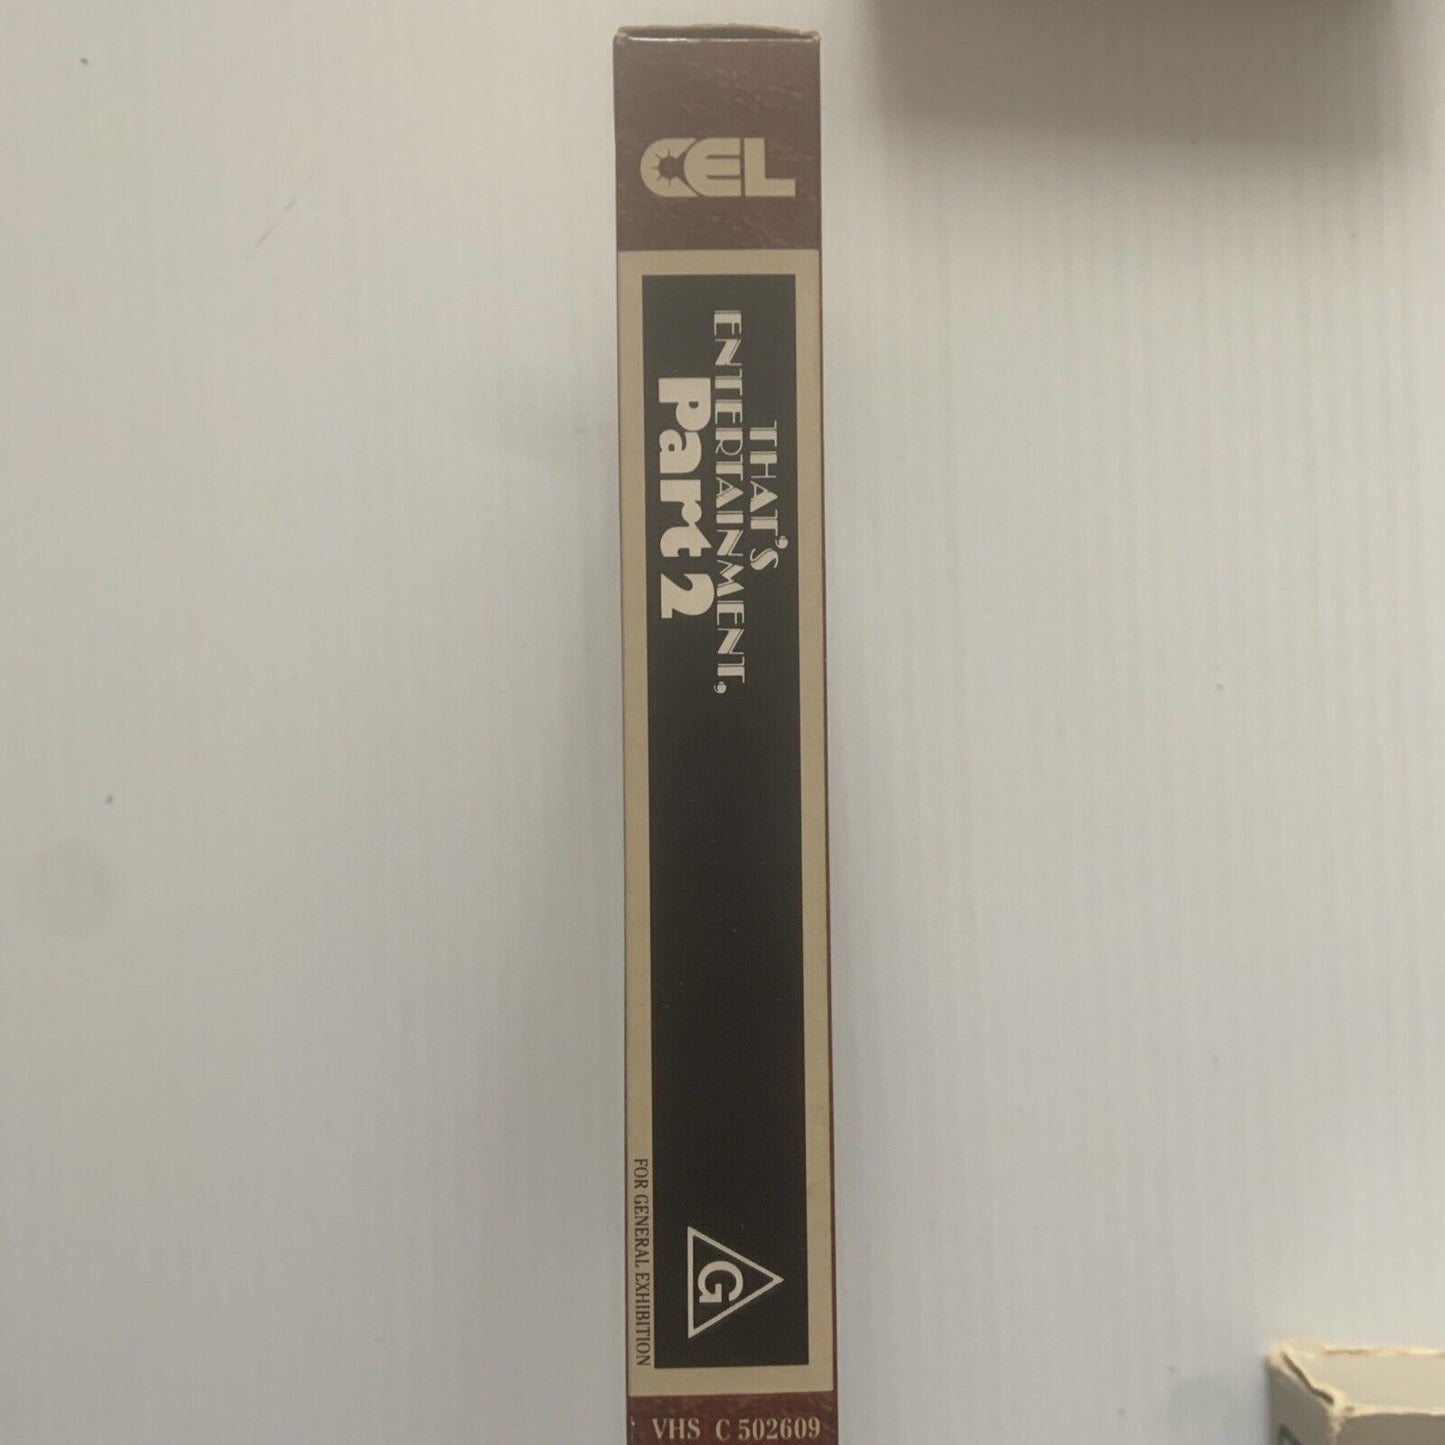 CEL
THAT'S
ENTERTAINMENT,
Part 2
G
FOR GENERAL EXHIBITION
VHS C 502609